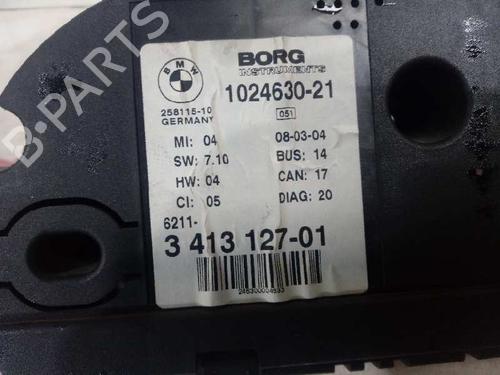 BMW
BORG
INSTRUMENTS
1024630-21
258115-10
GERMANY
051
MI: 04
08-03-04
SW: 7.10
BUS: 14
HW: 04
CAN: 17
CI: 05
DIAG: 20
6211-
3 413 127-01
B-PARTS